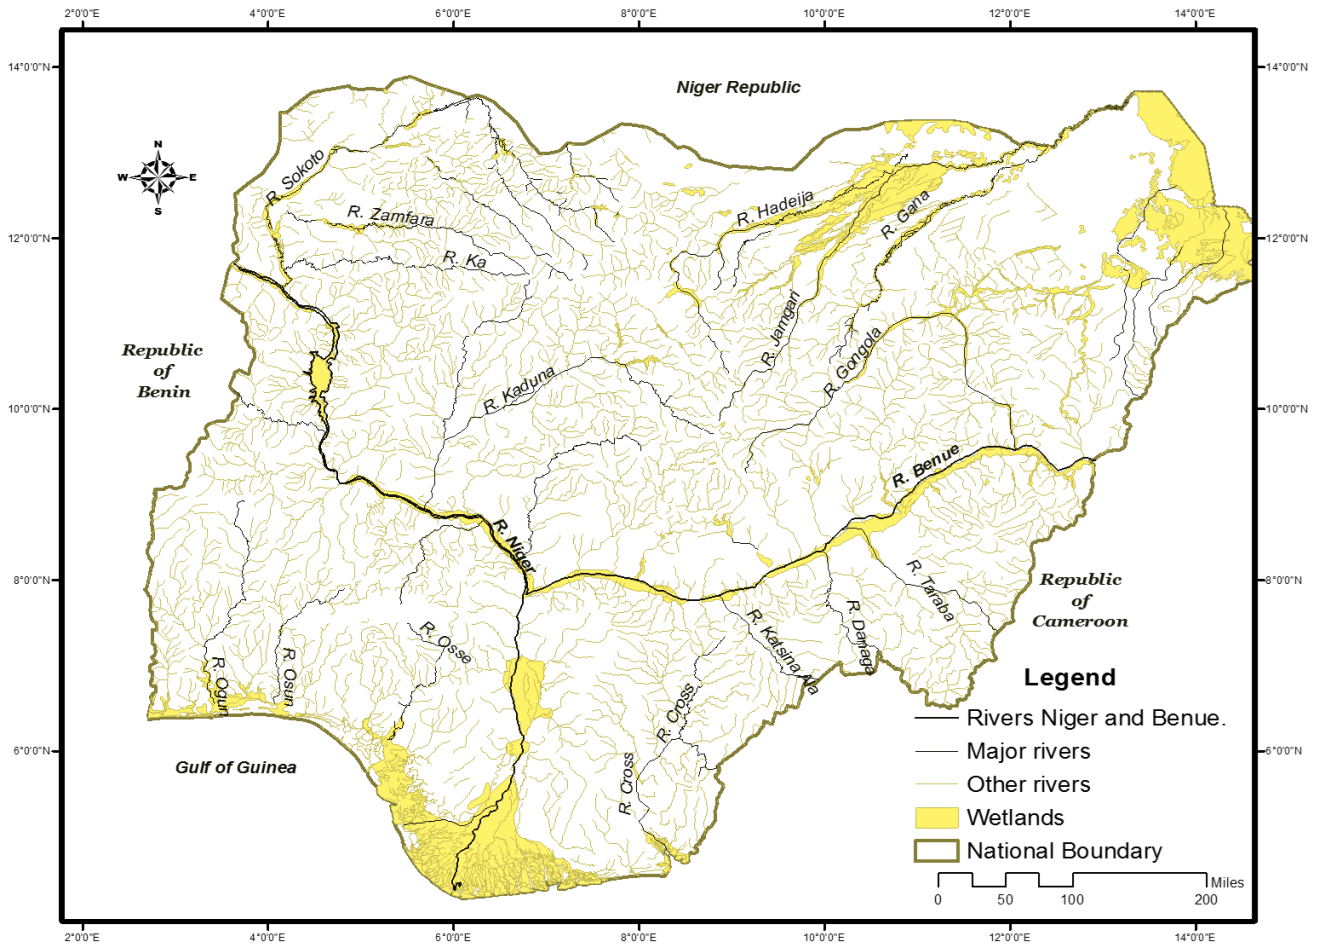 2°0'0"E 4°0'0"E 6°0'0"E 8°0'0"E 10°0'0"E 12°0'0"E 14°0'0"E
14°0'0"N 14°0'0"N
Niger Republic
N
W E
S
R. Sokoto
R. Zamfara
R. Hadeija
R. Gana
12°0'0"N 12°0'0"N
R. Ka
R. Jamgari
R. Gongola
Republic
of
Benin
R. Kaduna
10°0'0"N 10°0'0"N
R. Benue
R. Niger
8°0'0"N 8°0'0"N
R. Taraba
Republic
of
Cameroon
R. Osse
R. Katsina Ala
R. Danaga
R. Ogun
R. Osun
R. Cross
R. Cross
6°0'0"N 6°0'0"N
Gulf of Guinea
Legend
Rivers Niger and Benue.
Major rivers
Other rivers
Wetlands
National Boundary
Miles
0 50 100 200
2°0'0"E 4°0'0"E 6°0'0"E 8°0'0"E 10°0'0"E 12°0'0"E 14°0'0"E